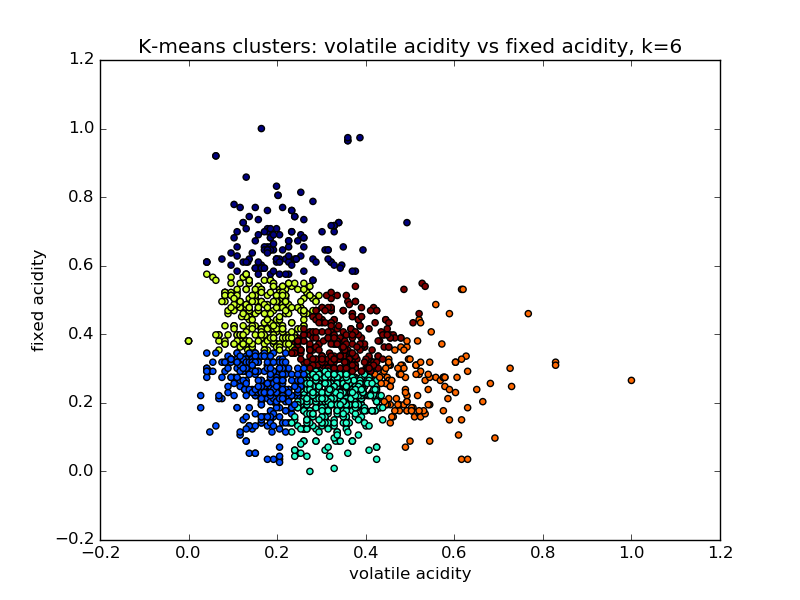 K-means clusters: volatile acidity vs fixed acidity, k=6
1.2
1.0
0.8
0.6
0.4
0.2
0.0
−0.2
fixed acidity
−0.2 0.0 0.2 0.4 0.6 0.8 1.0 1.2
volatile acidity